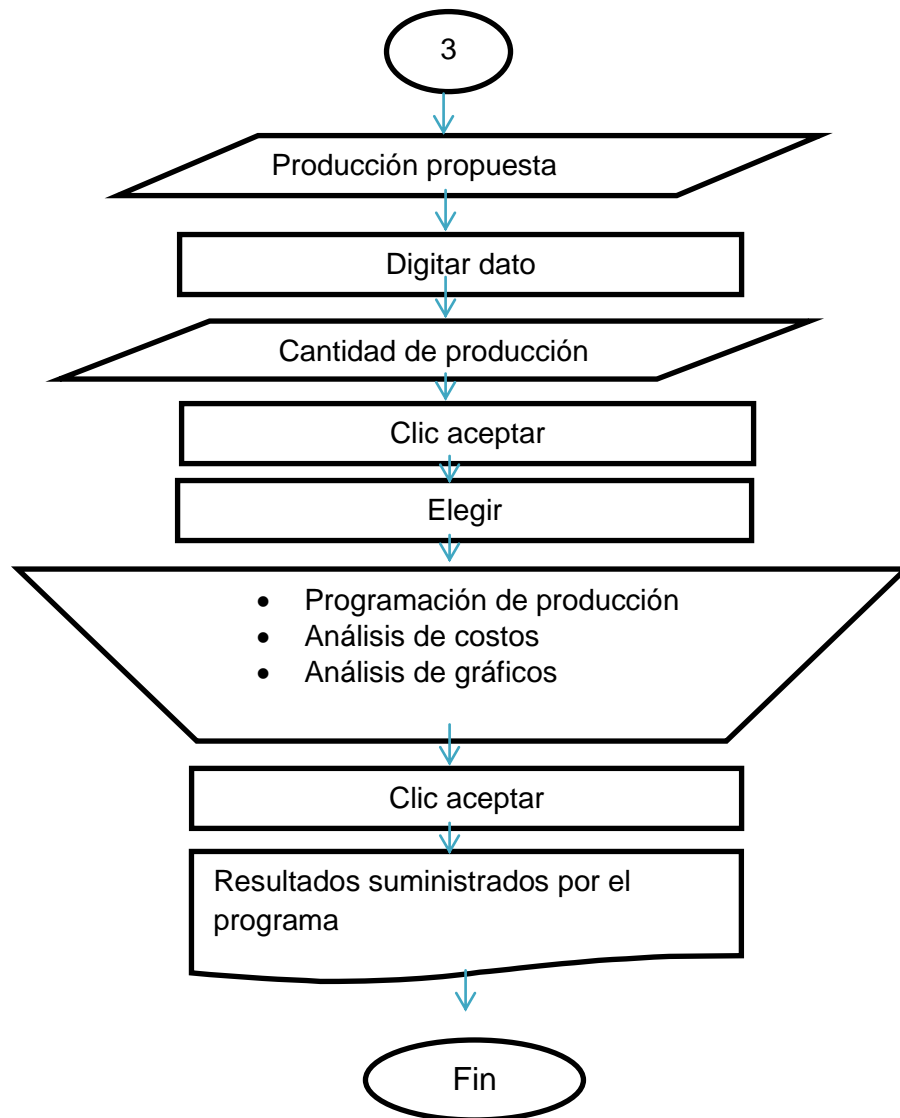 3
Producción propuesta
Digitar dato
Cantidad de producción
Clic aceptar
Elegir
• Programación de producción
• Análisis de costos
• Análisis de gráficos
Clic aceptar
Resultados suministrados por el
programa
Fin